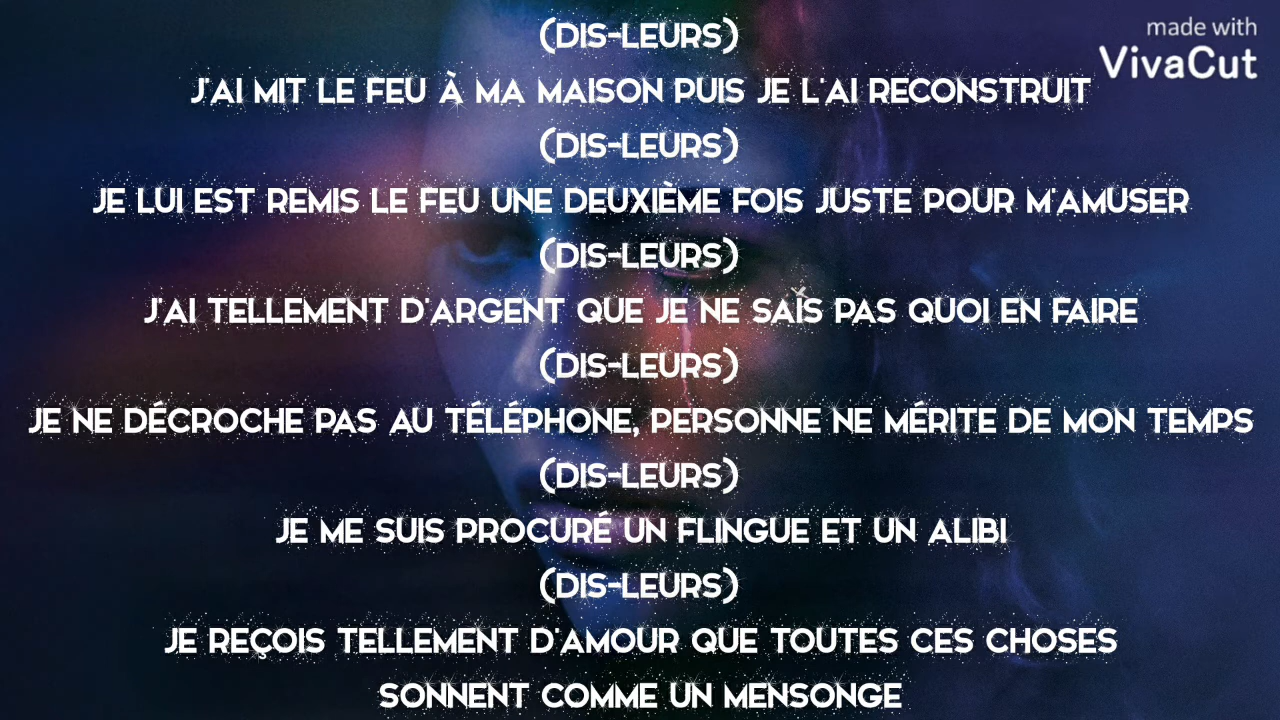 made with
VivaCut
(DIS-LEURS)
J'AI MIT LE FEU À MA MAISON PUIS JE L'AI RECONSTRUIT
(DIS-LEURS)
JE LUI EST REMIS LE FEU UNE DEUXIÈME FOIS JUSTE POUR M'AMUSER
(DIS-LEURS)
J'AI TELLEMENT D'ARGENT QUE JE NE SAIS PAS QUOI EN FAIRE
(DIS-LEURS)
JE NE DÉCROCHE PAS AU TÉLÉPHONE, PERSONNE NE MÉRITE DE MON TEMPS
(DIS-LEURS)
JE ME SUIS PROCURÉ UN FLINGUE ET UN ALIBI
(DIS-LEURS)
JE REÇOIS TELLEMENT D'AMOUR QUE TOUTES CES CHOSES
SONNENT COMME UN MENSONGE